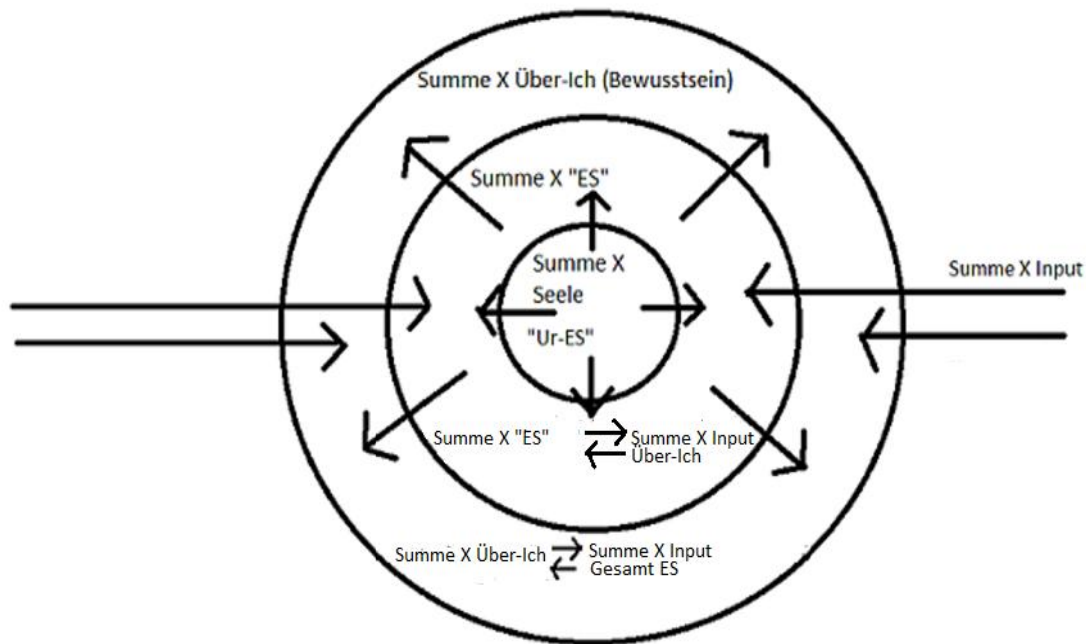 Summe X Über-Ich (Bewusstsein)
Summe X "ES"
Summe X Input
Summe X
Seele
"Ur-ES"
Summe X "ES"
Summe X Input
Über-Ich
Summe X Über-Ich
Summe X Input
Gesamt ES